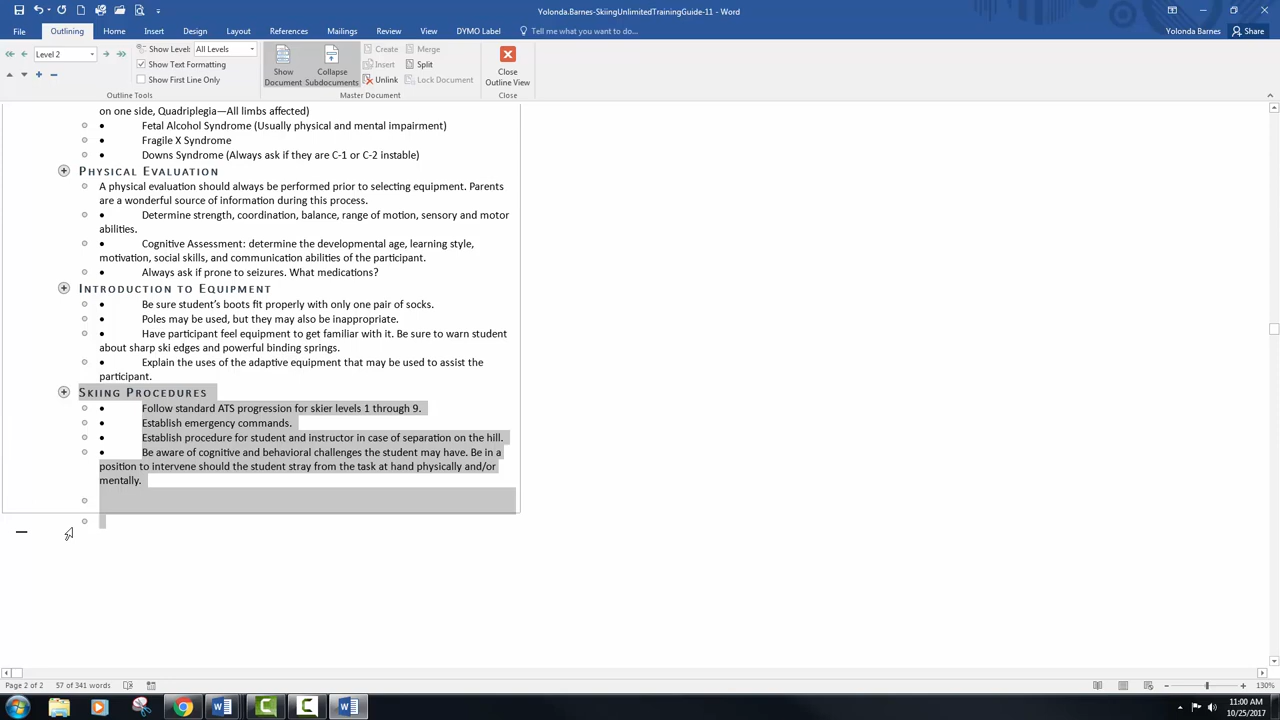 Yolonda.Barnes-SkiingUnlimitedTrainingGuide-11 - Word
File Outlining Home Insert Design Layout References Mailings Review View DYMO Label Tell me what you want to do... Yolonda Barnes Share
Level 2 Show Level: All Levels
Show Text Formatting
Show First Line Only
Outline Tools
Show Document
Collapse Subdocuments
Create Merge
Insert Split
Unlink Lock Document
Master Document
Close Outline View
Close
on one side, Quadriplegia—All limbs affected)
• Fetal Alcohol Syndrome (Usually physical and mental impairment)
• Fragile X Syndrome
• Downs Syndrome (Always ask if they are C-1 or C-2 instable)
PHYSICAL EVALUATION
A physical evaluation should always be performed prior to selecting equipment. Parents
are a wonderful source of information during this process.
• Determine strength, coordination, balance, range of motion, sensory and motor
abilities.
• Cognitive Assessment: determine the developmental age, learning style,
motivation, social skills, and communication abilities of the participant.
• Always ask if prone to seizures. What medications?
INTRODUCTION TO EQUIPMENT
• Be sure student's boots fit properly with only one pair of socks.
• Poles may be used, but they may also be inappropriate.
• Have participant feel equipment to get familiar with it. Be sure to warn student
about sharp ski edges and powerful binding springs.
• Explain the uses of the adaptive equipment that may be used to assist the
participant.
SKIING PROCEDURES
• Follow standard ATS progression for skier levels 1 through 9.
• Establish emergency commands.
• Establish procedure for student and instructor in case of separation on the hill.
• Be aware of cognitive and behavioral challenges the student may have. Be in a
position to intervene should the student stray from the task at hand physically and/or
mentally.
Page 2 of 2 57 of 341 words 130%
11:00 AM
10/25/2017